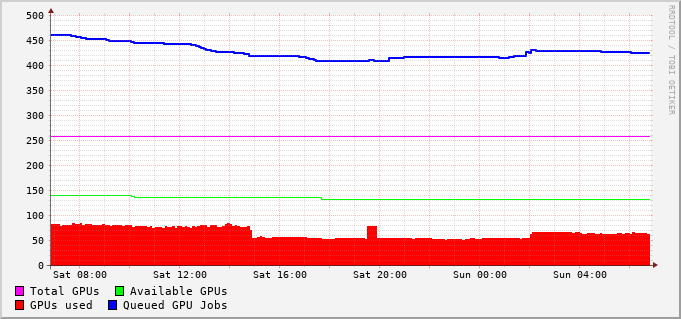 500
450
400
350
300
250
200
150
100
50
0
Sat 08:00 Sat 12:00 Sat 16:00 Sat 20:00 Sun 00:00 Sun 04:00
Total GPUs Available GPUs
GPUs used Queued GPU Jobs
RRDTOOL / TOBI OETIKER